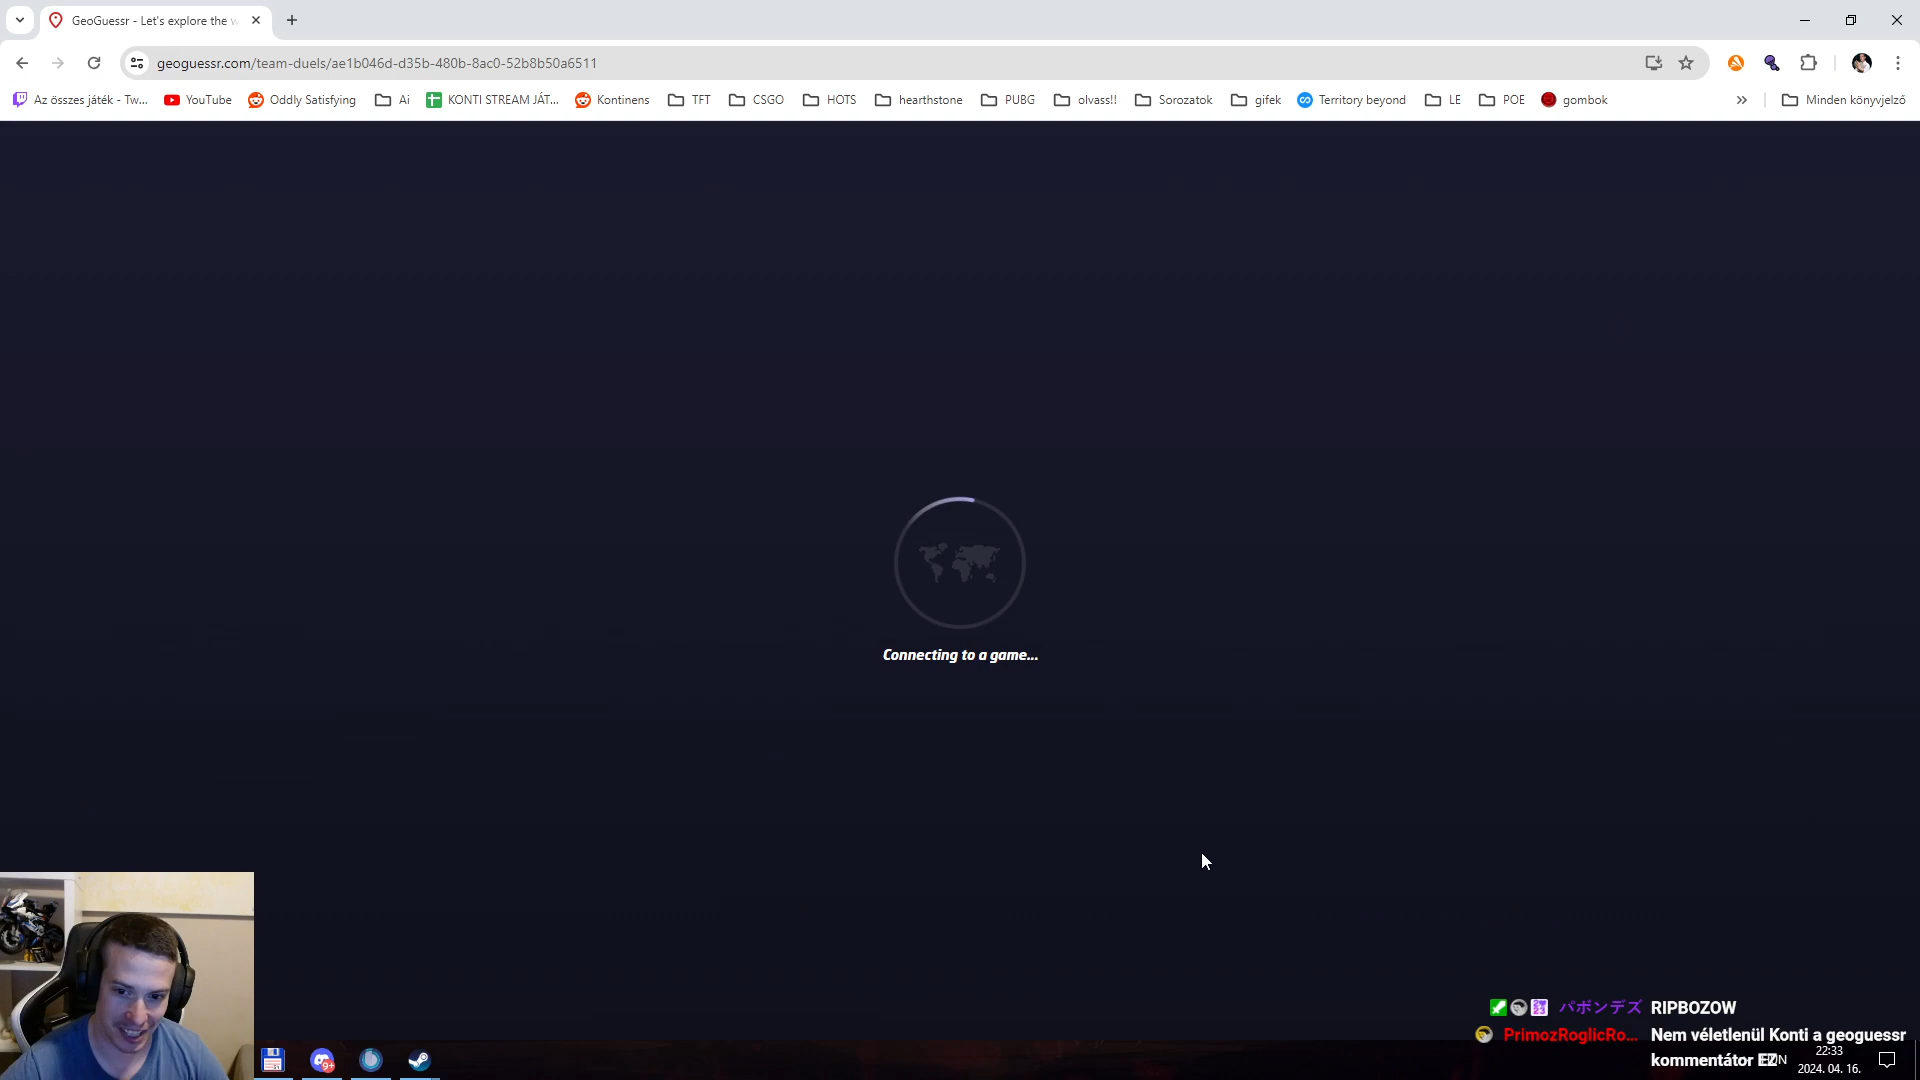 GeoGuessr - Let's explore the w
geoguessr.com/team-duels/ae1b046d-d35b-480b-8ac0-52b8b50a6511
Az összes játék - Tw... YouTube Oddly Satisfying Ai KONTI STREAM JÁT... Kontinens TFT CSGO HOTS hearthstone PUBG olvass!! Sorozatok gifek Territory beyond LE POE gombok » Minden könyvjelző
Connecting to a game...
パボンデズ RIPBOZOW
PrimozRoglicRo... Nem véletlenül Konti a geoguessr
kommentátor EZ
9+
22:33
2024. 04. 16.